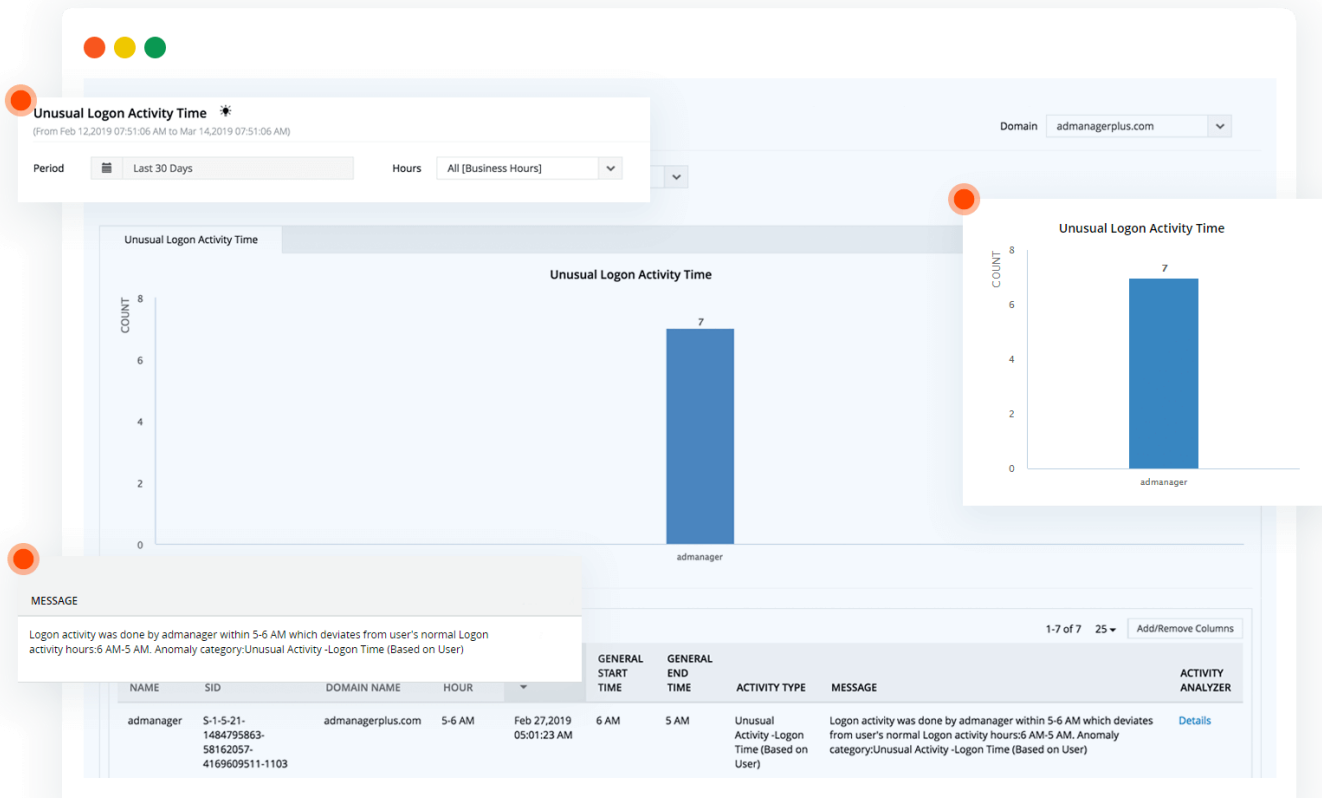 Unusual Logon Activity Time
(From Feb 12,2019 07:51:06 AM to Mar 14,2019 07:51:06 AM)
Period
Last 30 Days
Hours
All [Business Hours]
Domain
admanagerplus.com
Unusual Logon Activity Time
Unusual Logon Activity Time
COUNT
8
6
4
2
0
7
admanager
Unusual Logon Activity Time
COUNT
8
6
4
2
0
7
admanager
MESSAGE
Logon activity was done by admanager within 5-6 AM which deviates from user's normal Logon
activity hours:6 AM-5 AM. Anomaly category:Unusual Activity -Logon Time (Based on User)
1-7 of 7
25
Add/Remove Columns
NAME
SID
DOMAIN NAME
HOUR
GENERAL
START
TIME
GENERAL
END
TIME
ACTIVITY TYPE
MESSAGE
ACTIVITY
ANALYZER
admanager
S-1-5-21-
1484795863-
58162057-
4169609511-1103
admanagerplus.com
5-6 AM
Feb 27,2019
05:01:23 AM
6 AM
5 AM
Unusual
Activity -Logon
Time (Based on
User)
Logon activity was done by admanager within 5-6 AM which deviates
from user's normal Logon activity hours:6 AM-5 AM. Anomaly
category:Unusual Activity -Logon Time (Based on User)
Details